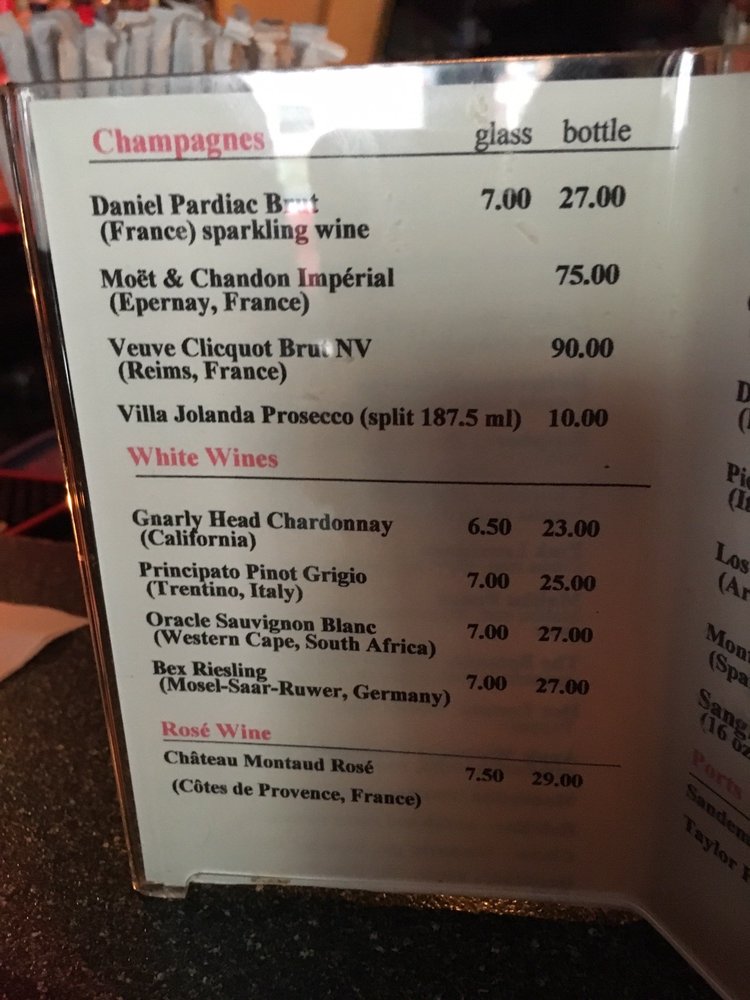 Champagnes glass bottle
Daniel Pardiac Brut 7.00 27.00
(France) sparkling wine
Moët & Chandon Impérial 75.00
(Epernay, France)
Veuve Clicquot Brut NV 90.00
(Reims, France)
Villa Jolanda Prosecco (split 187.5 ml) 10.00
White Wines
Gnarly Head Chardonnay 6.50 23.00
(California)
Principato Pinot Grigio 7.00 25.00
(Trentino, Italy)
Oracle Sauvignon Blanc 7.00 27.00
(Western Cape, South Africa)
Bex Riesling 7.00 27.00
(Mosel-Saar-Ruwer, Germany)
Rosé Wine
Château Montaud Rosé 7.50 29.00
(Côtes de Provence, France)
Los
(16
Ports
Taylor